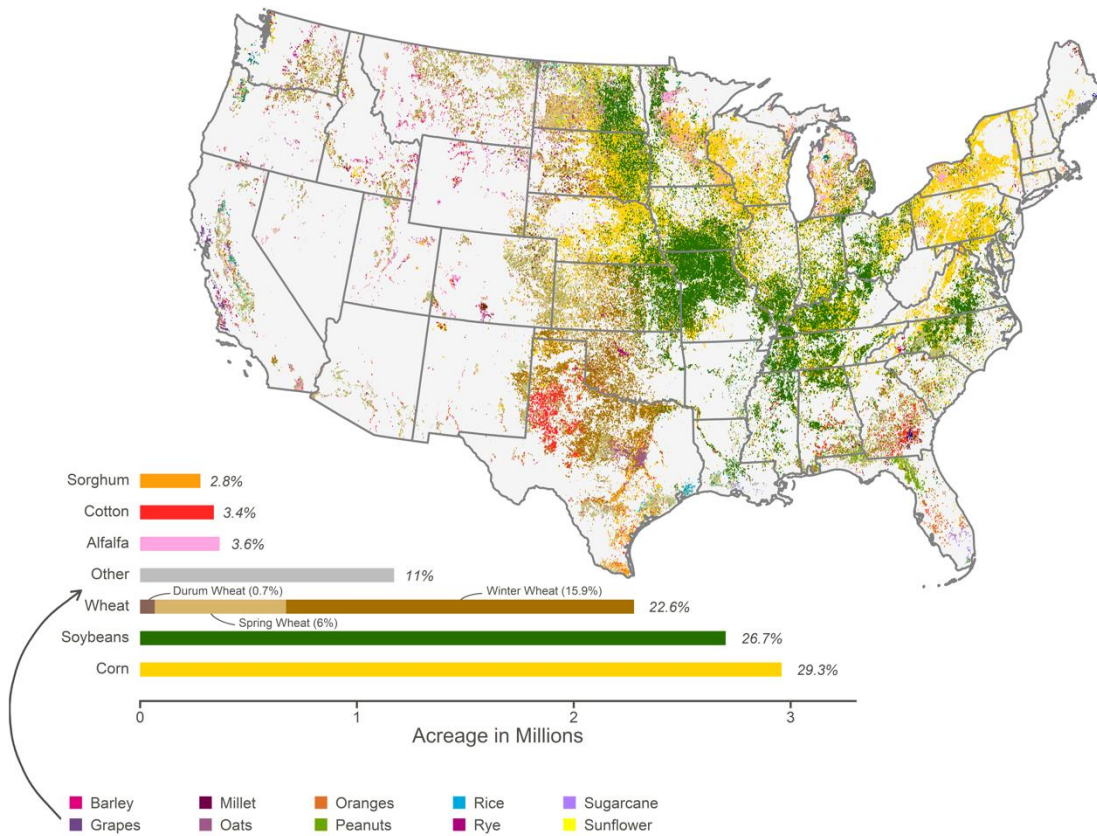 Sorghum 2.8%
Cotton 3.4%
Alfalfa 3.6%
Other 11%
Durum Wheat (0.7%) Winter Wheat (15.9%)
Wheat 22.6%
Spring Wheat (6%)
Soybeans 26.7%
Corn 29.3%
0 1 2 3
Acreage in Millions
Barley Millet Oranges Rice Sugarcane
Grapes Oats Peanuts Rye Sunflower